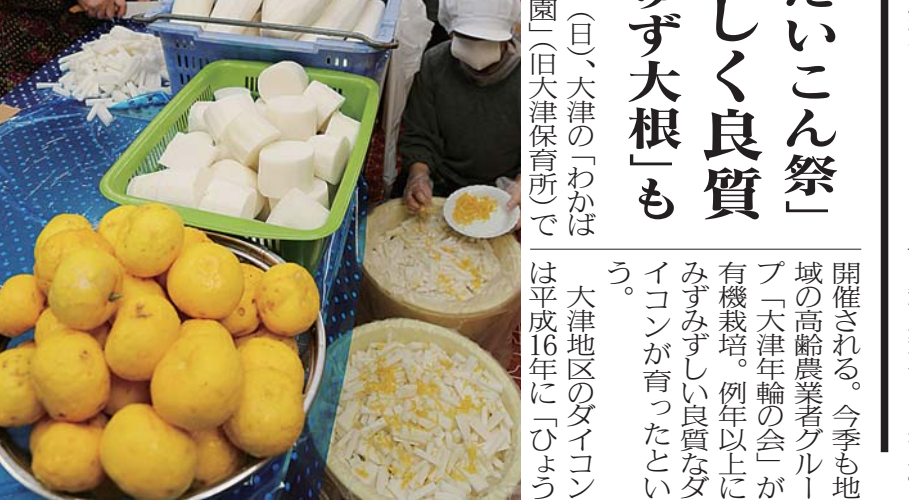 だいこん祭」
しく良質
ず大根」も
開催される。今季も地
域の高齢農業者グルー
プ「大津年輪の会」が
有機栽培。例年以上に
みずみずしい良質なダ
イコンが育ったとい
う。
（日）、大津の「わかば
園」（旧大津保育所）で
大津地区のダイコン
は平成16年に「ひょう